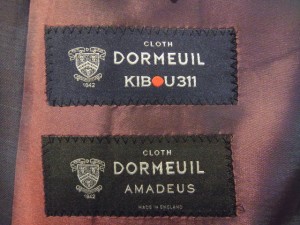 CLOTH
DORMEUIL
KIBOU311
1842
CLOTH
DORMEUIL
AMADEUS
1842
MADE IN ENGLAND